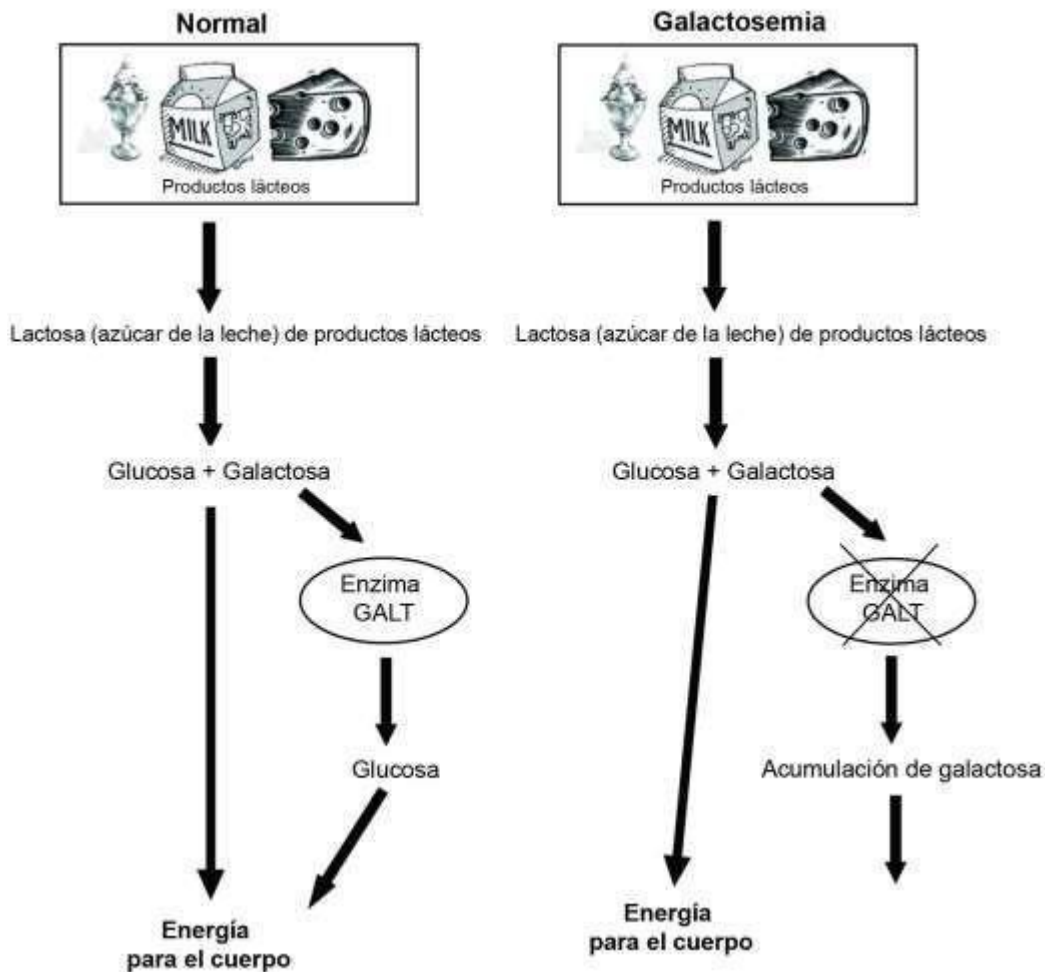 Normal
MILK
Productos lácteos
Lactosa (azúcar de la leche) de productos lácteos
Glucosa + Galactosa
Enzima
GALT
Glucosa
Energía
para el cuerpo
Galactosemia
MILK
Productos lácteos
Lactosa (azúcar de la leche) de productos lácteos
Glucosa + Galactosa
Enzima
GALT
Acumulación de galactosa
Energía
para el cuerpo